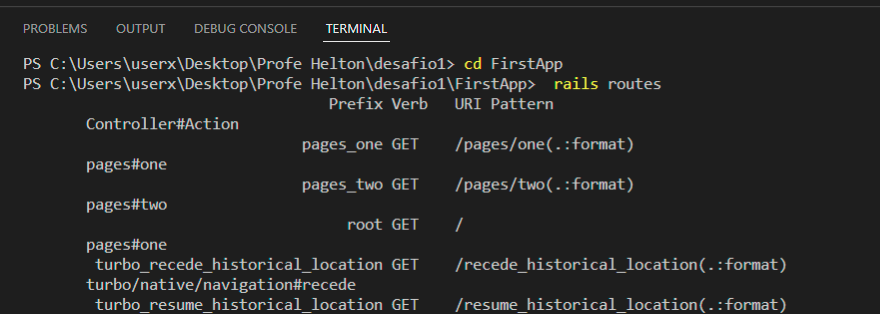 PROBLEMS OUTPUT DEBUG CONSOLE TERMINAL
PS C:\Users\userx\Desktop\Profe Helton\desafio1> cd FirstApp
PS C:\Users\userx\Desktop\Profe Helton\desafio1\FirstApp>  rails routes
Prefix Verb   URI Pattern
Controller#Action
pages_one GET    /pages/one(.:format)
pages#one
pages_two GET    /pages/two(.:format)
pages#two
root GET    /
pages#one
turbo_recede_historical_location GET    /recede_historical_location(.:format)
turbo/native/navigation#recede
turbo_resume_historical_location GET    /resume_historical_location(.:format)